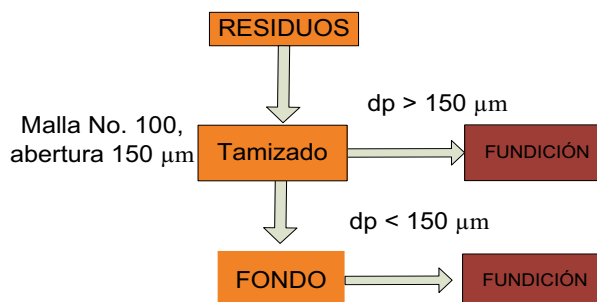 RESIDUOS
dp > 150 µm
Malla No. 100,
abertura 150 µm
Tamizado
FUNDICIÓN
dp < 150 µm
FONDO
FUNDICIÓN